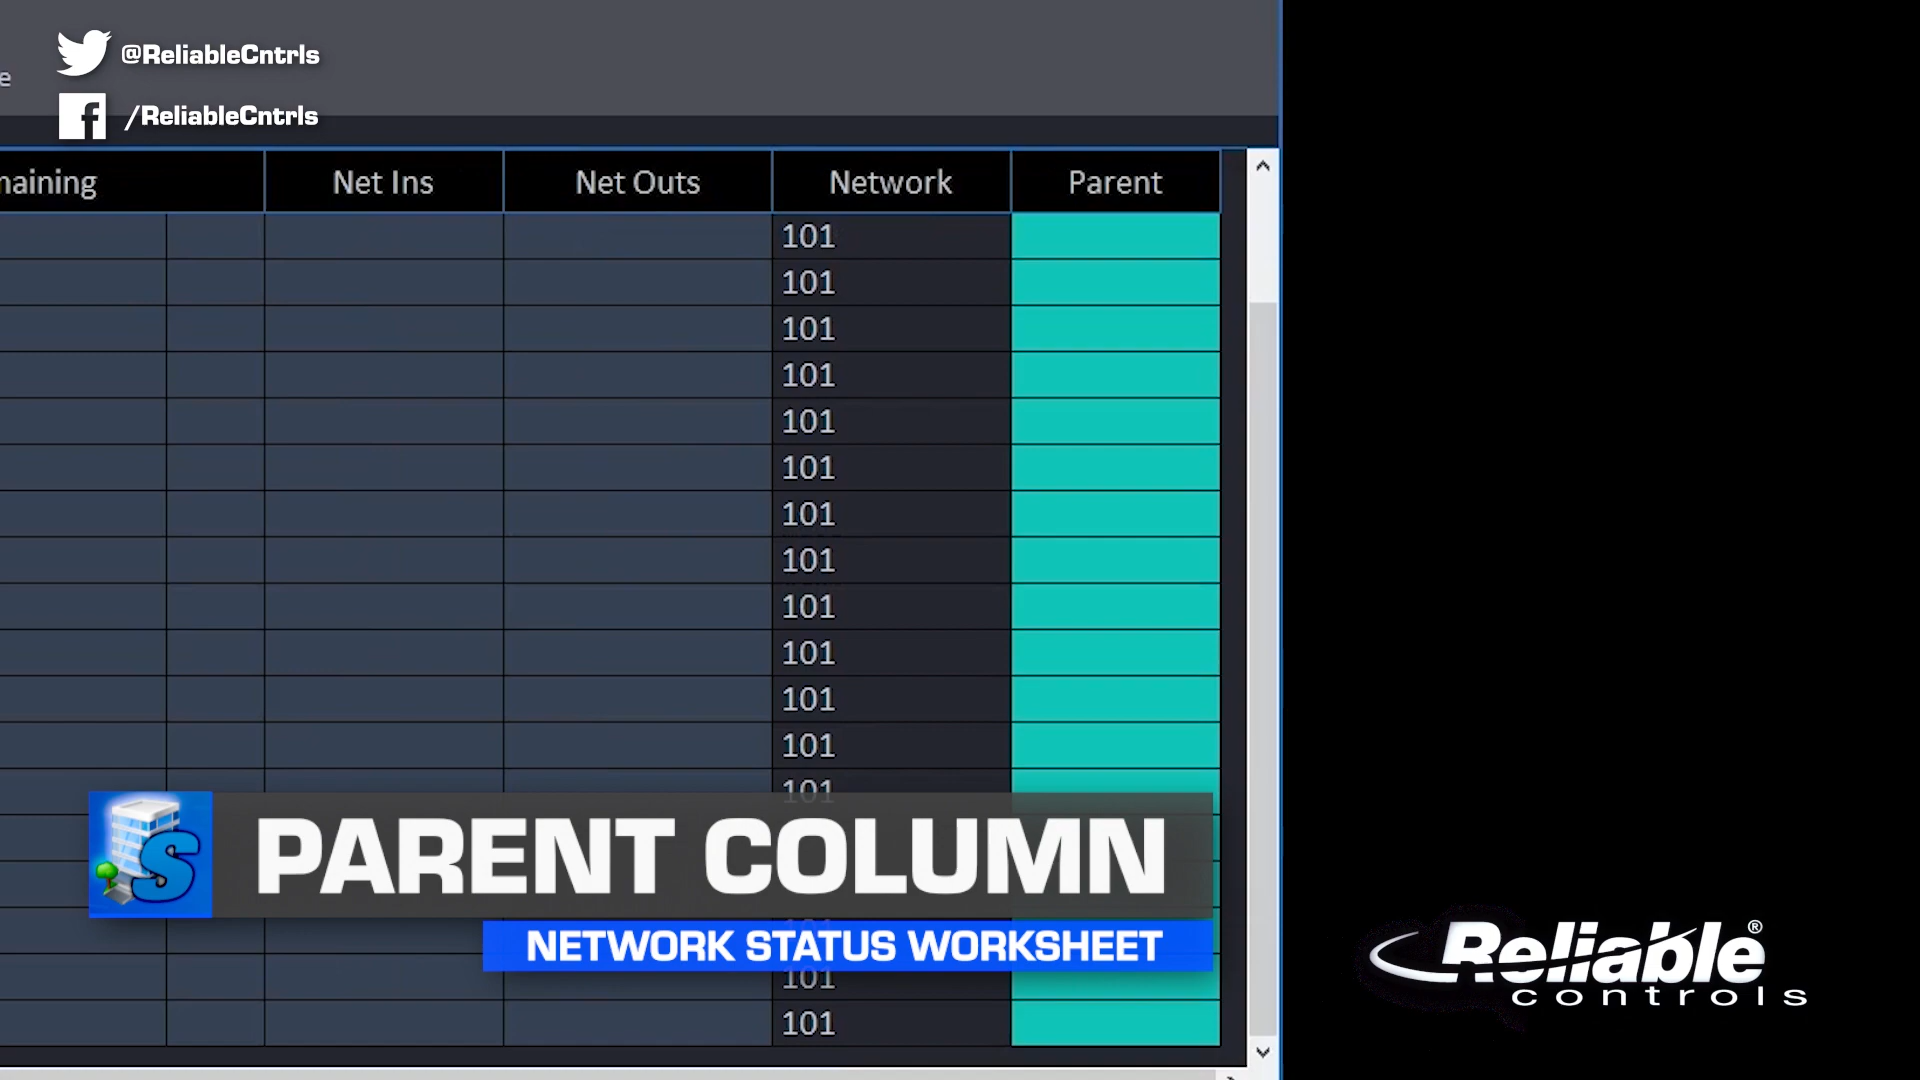 @ReliableCntrls
e
/ReliableCntrls
maining Net Ins Net Outs Network Parent
101
101
101
101
101
101
101
101
101
101
101
101
101
PARENT COLUMN
NETWORK STATUS WORKSHEET
101
101
Reliable®
controls